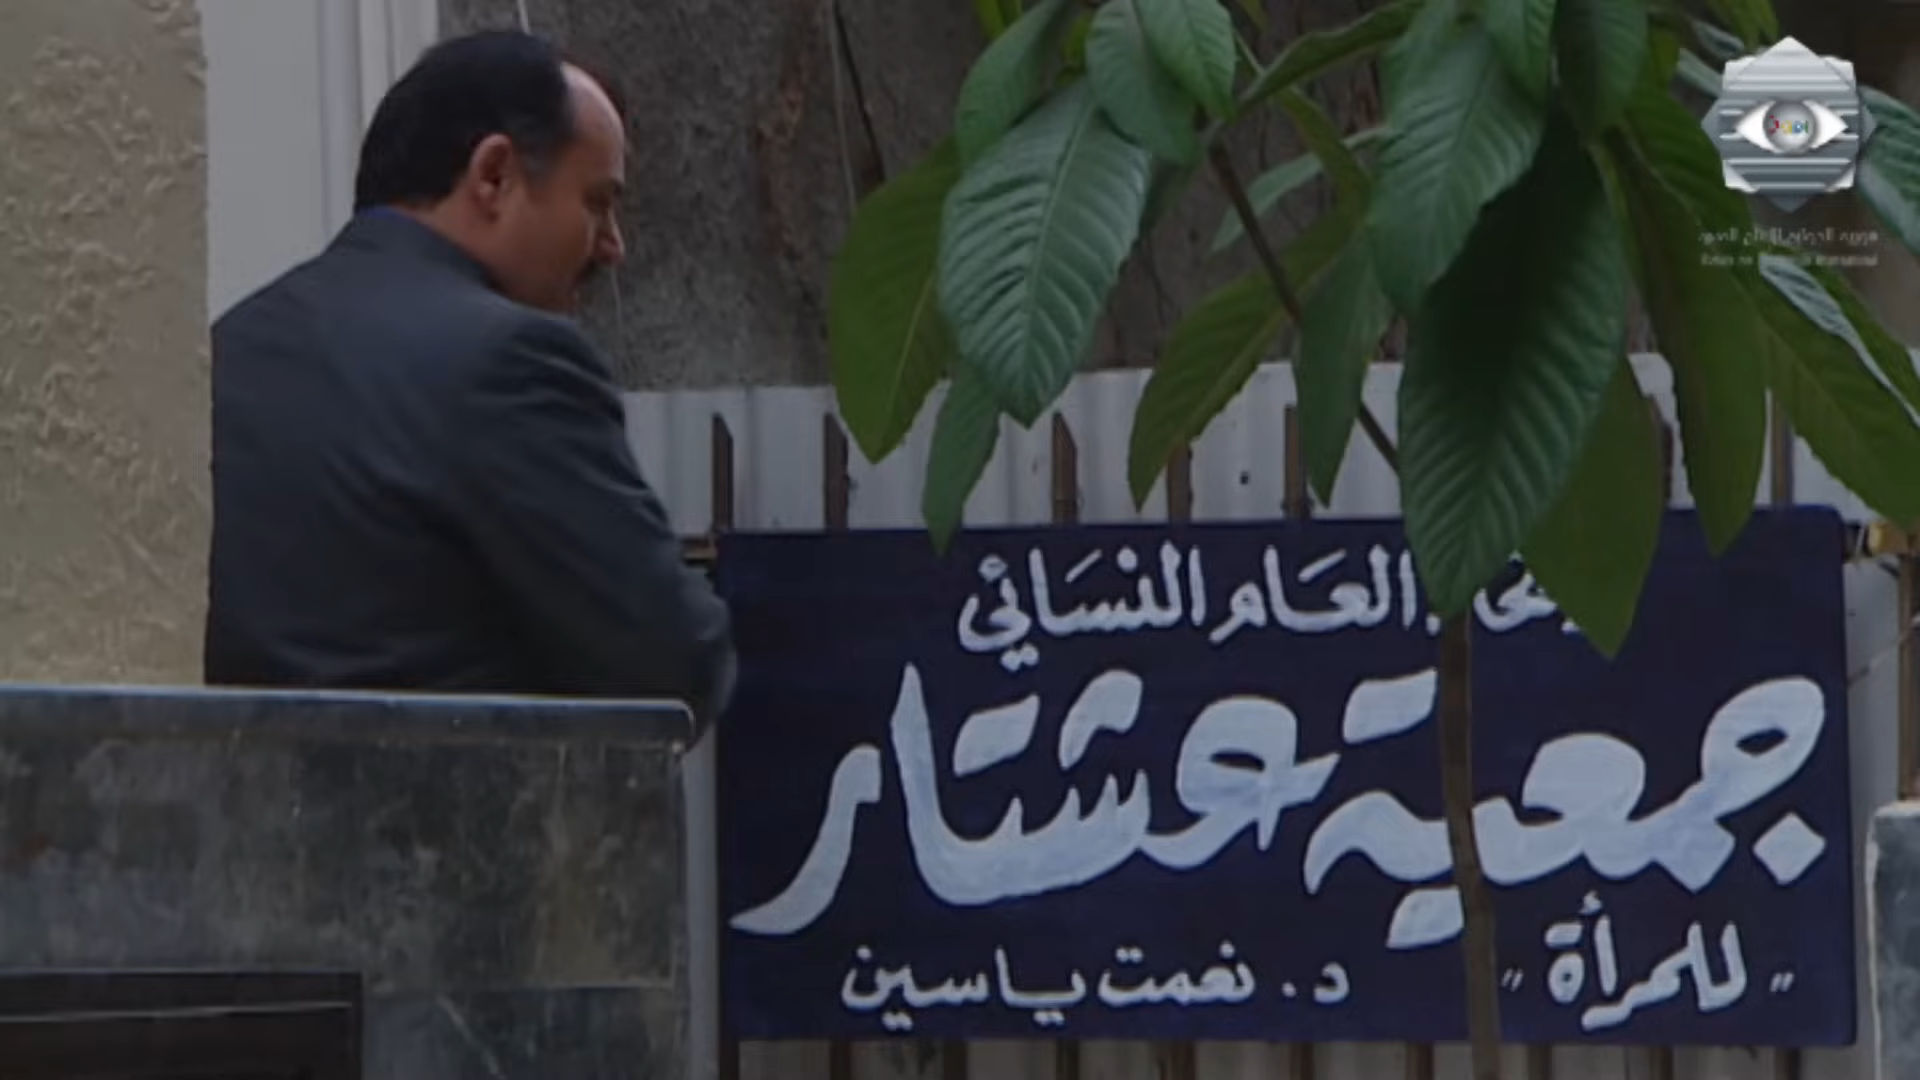 العام النسائي
جمعية عشتار
"للمرأة" د. نعمت ياسين